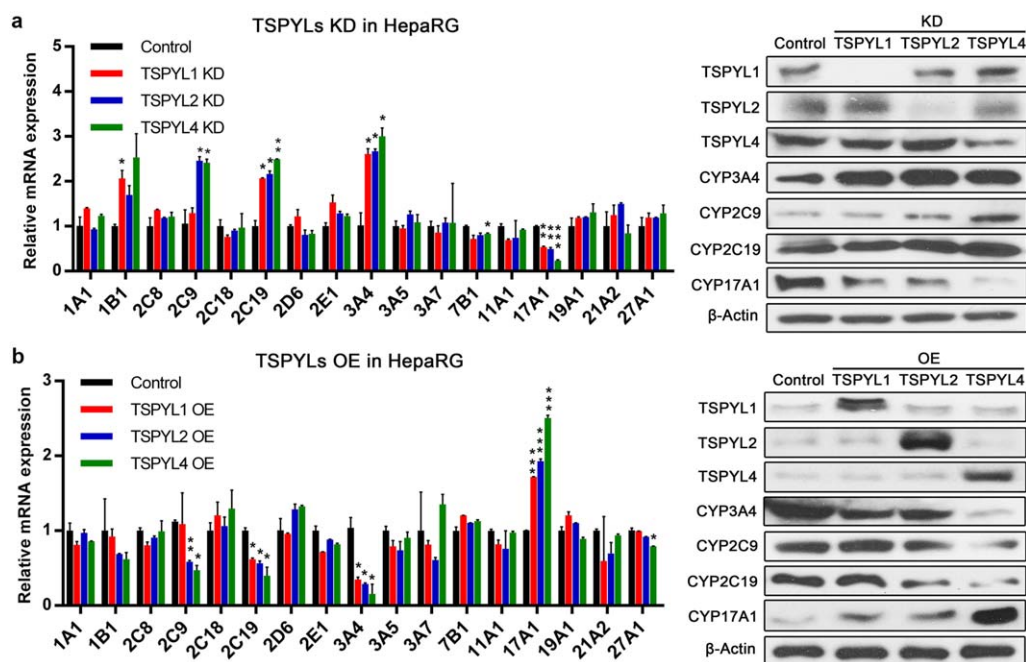 a
TSPYLs KD in HepaRG
Relative mRNA expression
5
4
3
2
1
0
Control
TSPYL1 KD
TSPYL2 KD
TSPYL4 KD
*
* *
* * **
* * *
*
** *** ***
1A1 1B1 2C8 2C9 2C18 2C19 2D6 2E1 3A4 3A5 3A7 7B1 11A1 17A1 19A1 21A2 27A1
KD
Control TSPYL1 TSPYL2 TSPYL4
TSPYL1
TSPYL2
TSPYL4
CYP3A4
CYP2C9
CYP2C19
CYP17A1
β-Actin
b
TSPYLs OE in HepaRG
Relative mRNA expression
3
2
1
0
Control
TSPYL1 OE
TSPYL2 OE
TSPYL4 OE
** *
* * *
* * *
*** *** ***
*
1A1 1B1 2C8 2C9 2C18 2C19 2D6 2E1 3A4 3A5 3A7 7B1 11A1 17A1 19A1 21A2 27A1
OE
Control TSPYL1 TSPYL2 TSPYL4
TSPYL1
TSPYL2
TSPYL4
CYP3A4
CYP2C9
CYP2C19
CYP17A1
β-Actin